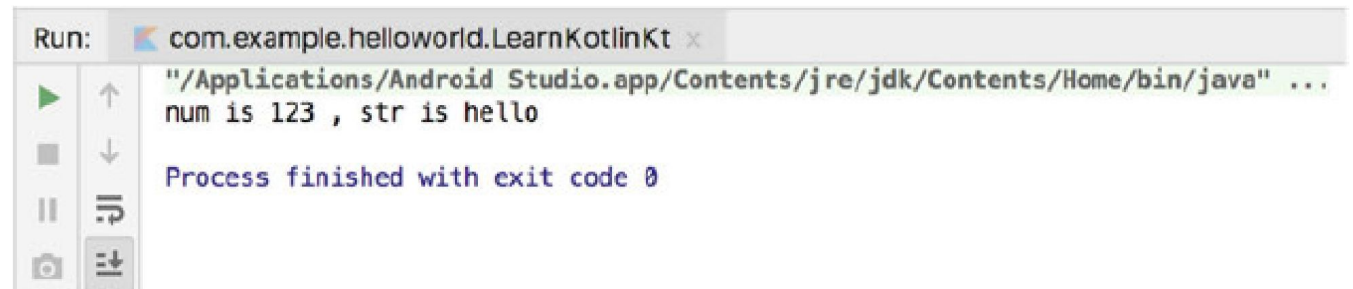 Run: com.example.helloworld.LearnKotlinKt ×
"/Applications/Android Studio.app/Contents/jre/jdk/Contents/Home/bin/java" ...
num is 123 , str is hello
Process finished with exit code 0